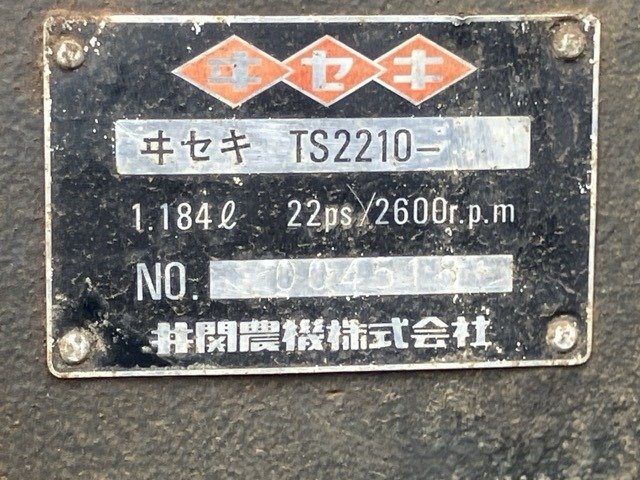 ヰセキ
ヰセキ TS2210-
1.184ℓ 22ps/2600r.p.m
NO. 004518
井関農機株式会社